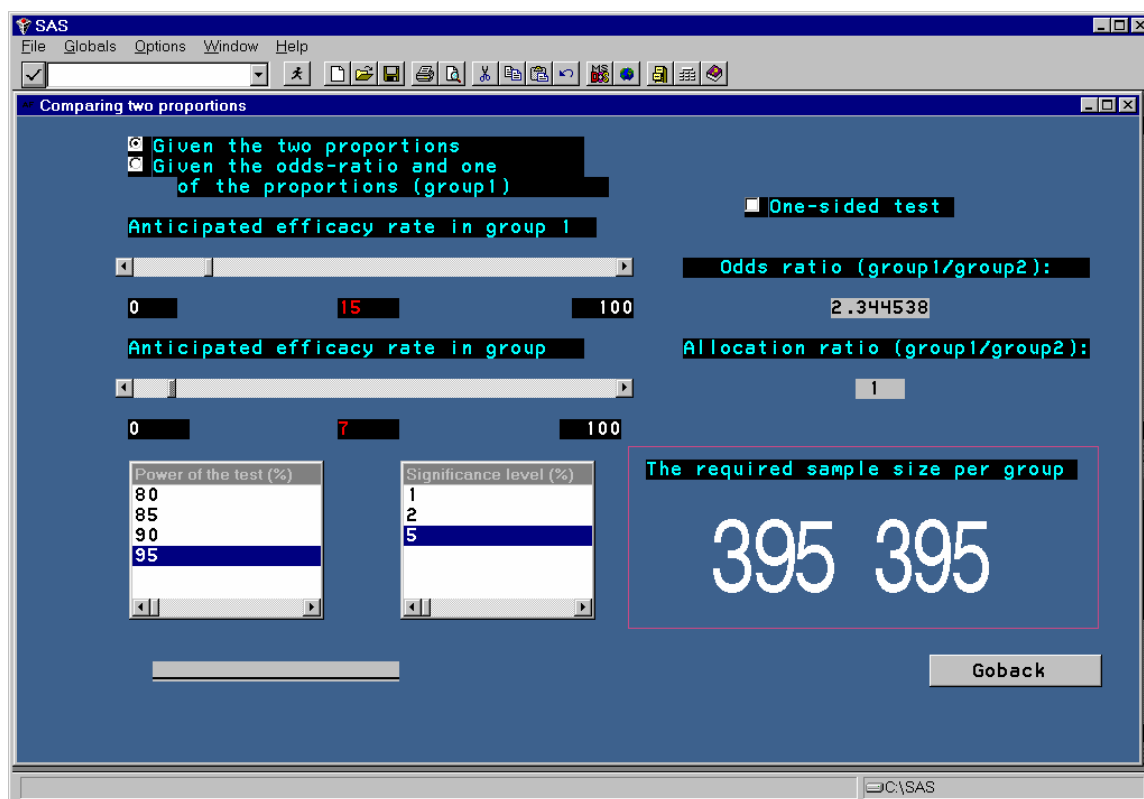 SAS
File Globals Options Window Help
Comparing two proportions
Given the two proportions
Given the odds-ratio and one
of the proportions (group1)
One-sided test
Anticipated efficacy rate in group 1
Odds ratio (group1/group2):
0 15 100
2.344538
Anticipated efficacy rate in group
Allocation ratio (group1/group2):
1
0 7 100
Power of the test (%)
80
85
90
95
Significance level (%)
1
2
5
The required sample size per group
395 395
Goback
C:\SAS